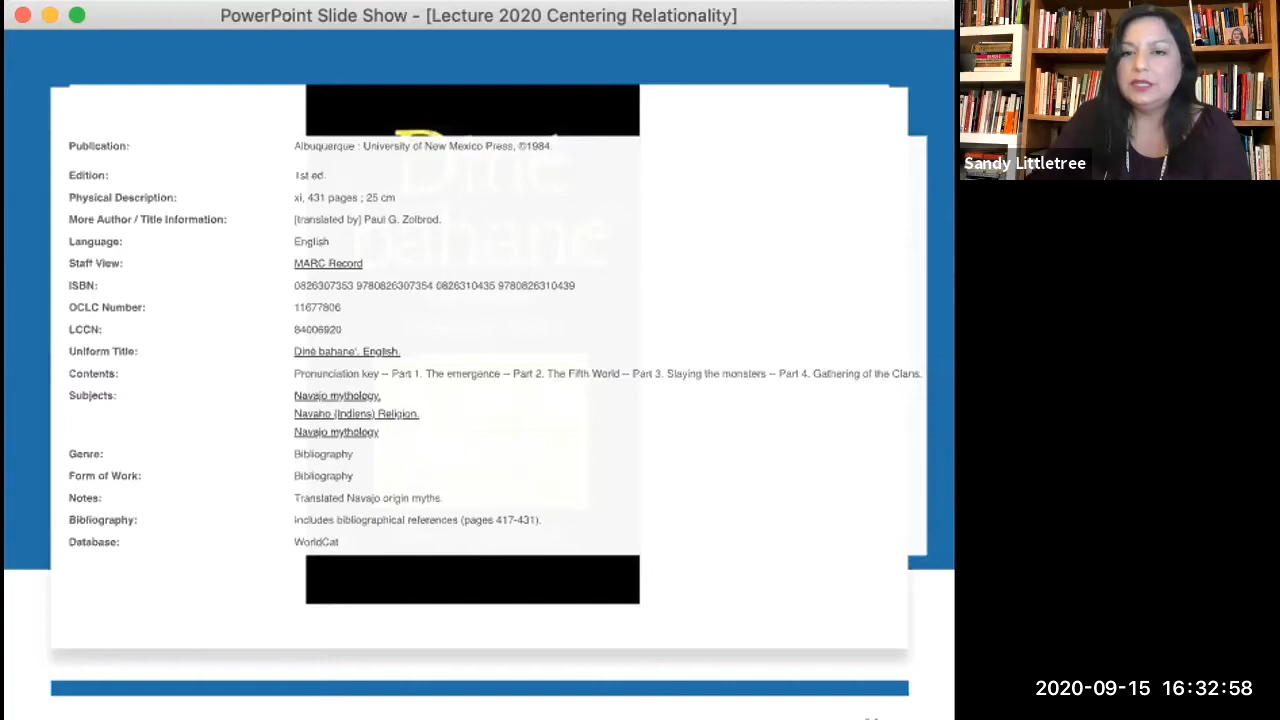 PowerPoint Slide Show - [Lecture 2020 Centering Relationality]
Diné
bahane
Publication: Albuquerque : University of New Mexico Press, ©1984.
Edition: 1st ed.
Physical Description: xi, 431 pages ; 25 cm
More Author / Title Information: [translated by] Paul G. Zolbrod.
Language: English
Staff View: MARC Record
ISBN: 0826307353 9780826307354 0826310435 9780826310439
OCLC Number: 11677806
LCCN: 84006920
Uniform Title: Diné bahane'. English.
Contents: Pronunciation key -- Part 1. The emergence -- Part 2. The Fifth World -- Part 3. Slaying the monsters -- Part 4. Gathering of the Clans.
Subjects: Navajo mythology.
Navaho (Indiens) Religion.
Navajo mythology
Genre: Bibliography
Form of Work: Bibliography
Notes: Translated Navajo origin myths.
Bibliography: Includes bibliographical references (pages 417-431).
Database: WorldCat
Sandy Littletree
2020-09-15 16:32:58